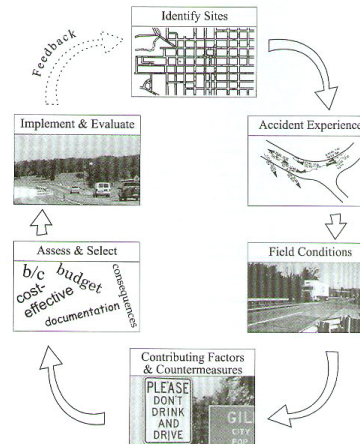 Feedback
Identify Sites
Implement & Evaluate
Accident Experience
Assess & Select
b/c budget
cost-
effective
consequences
documentation
Field Conditions
Contributing Factors
& Countermeasures
PLEASE
DON'T
DRINK
AND
DRIVE
GIL
CITY
POP